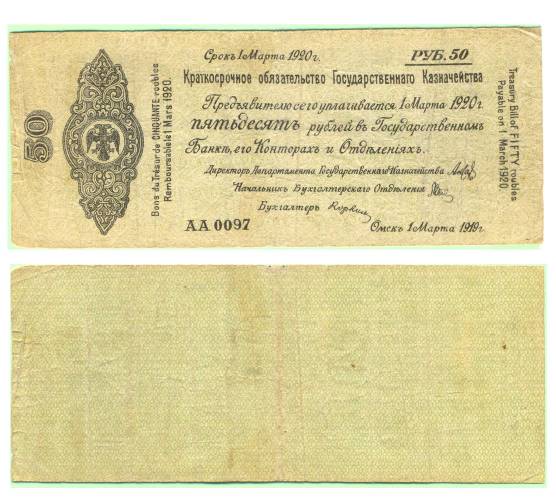 Срокъ 1 Марта 1920 г.
РУБ. 50
Краткосрочное обязательство Государственнаго Казначейства
Предъявителю сего уплачивается 1 Марта 1920 г.
пятьдесятъ рублей въ Государственномъ
Банкѣ, его Конторахъ и Отдѣленіяхъ.
Директоръ Департамента Государственнаго Казначейства
Начальникъ Бухгалтерскаго Отдѣленія
Бухгалтеръ
АА 0097
Омскъ 1 Марта 1919 г.
50
Bons du Trésor de CINQUANTE roubles
Remboursable le 1 Mars 1920.
Treasury Bill of FIFTY roubles
Payable on 1 March 1920.